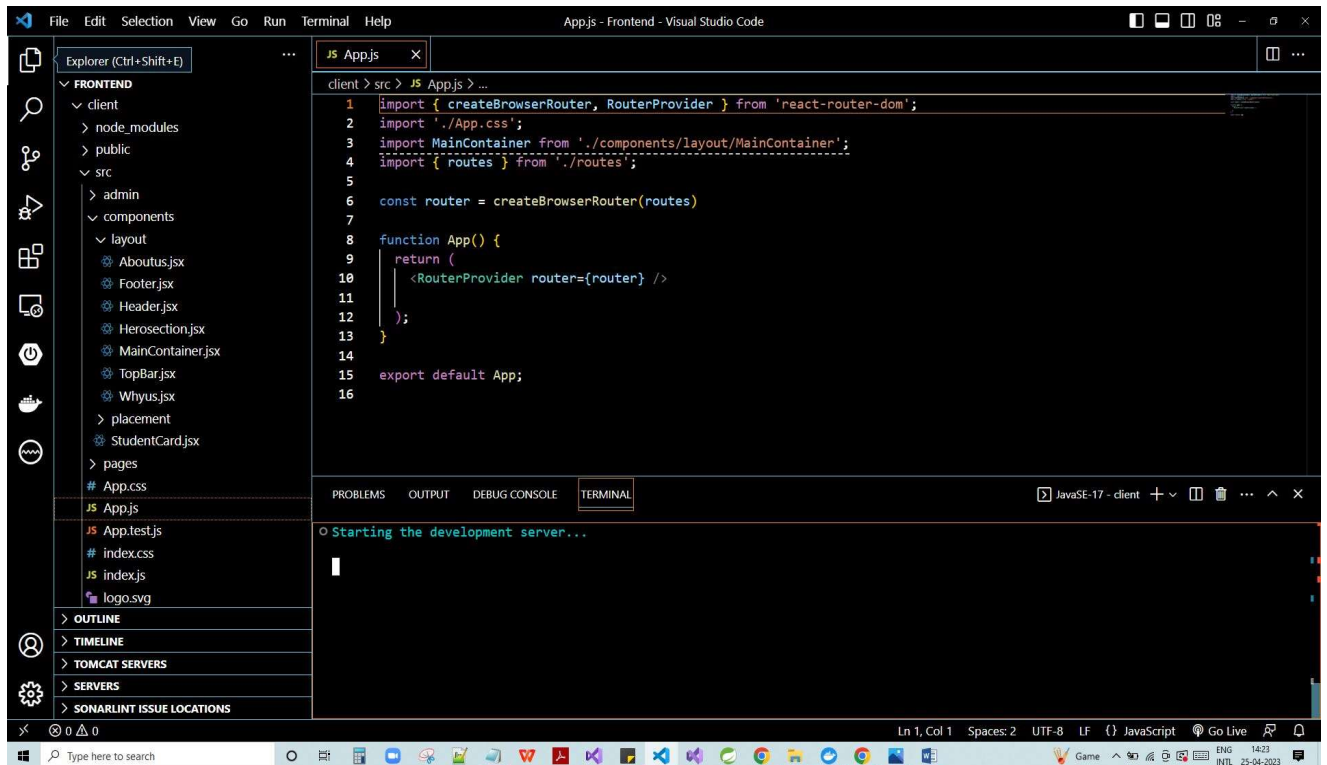 File Edit Selection View Go Run Terminal Help App.js - Frontend - Visual Studio Code
Explorer (Ctrl+Shift+E)
FRONTEND
client
node_modules
public
src
admin
components
layout
Aboutus.jsx
Footer.jsx
Header.jsx
Herosection.jsx
MainContainer.jsx
TopBar.jsx
Whyus.jsx
placement
StudentCard.jsx
pages
# App.css
JS App.js
JS App.test.js
# index.css
JS index.js
logo.svg
OUTLINE
TIMELINE
TOMCAT SERVERS
SERVERS
SONARLINT ISSUE LOCATIONS
JS App.js
client > src > JS App.js > ...
1 import { createBrowserRouter, RouterProvider } from 'react-router-dom';
2 import './App.css';
3 import MainContainer from './components/layout/MainContainer';
4 import { routes } from './routes';
5
6 const router = createBrowserRouter(routes)
7
8 function App() {
9 return (
10 <RouterProvider router={router} />
11
12 );
13 }
14
15 export default App;
16
PROBLEMS OUTPUT DEBUG CONSOLE TERMINAL JavaSE-17 - client
Starting the development server...
0 0 Ln 1, Col 1 Spaces: 2 UTF-8 LF {} JavaScript Go Live
Type here to search Game ENG 14:23
INTL 25-04-2023